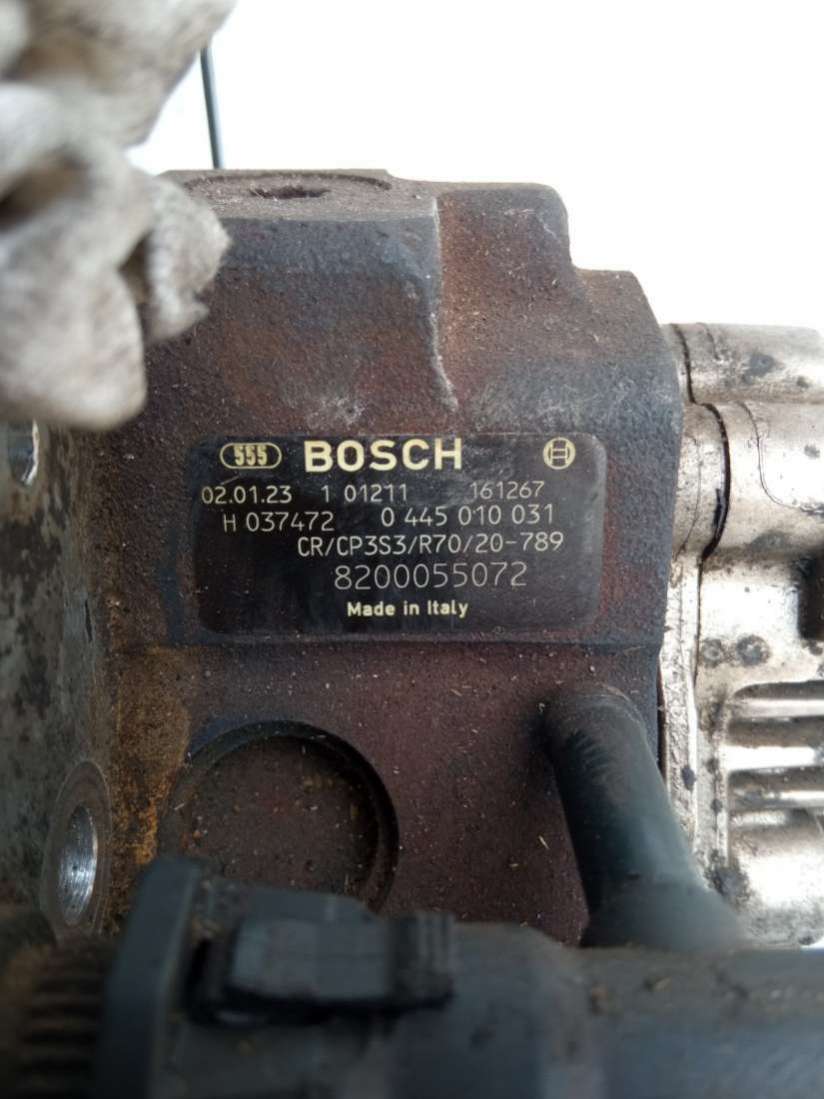 555 BOSCH
02.01.23 1 01211 161267
H 037472 0 445 010 031
CR/CP3S3/R70/20-789
8200055072
Made in Italy